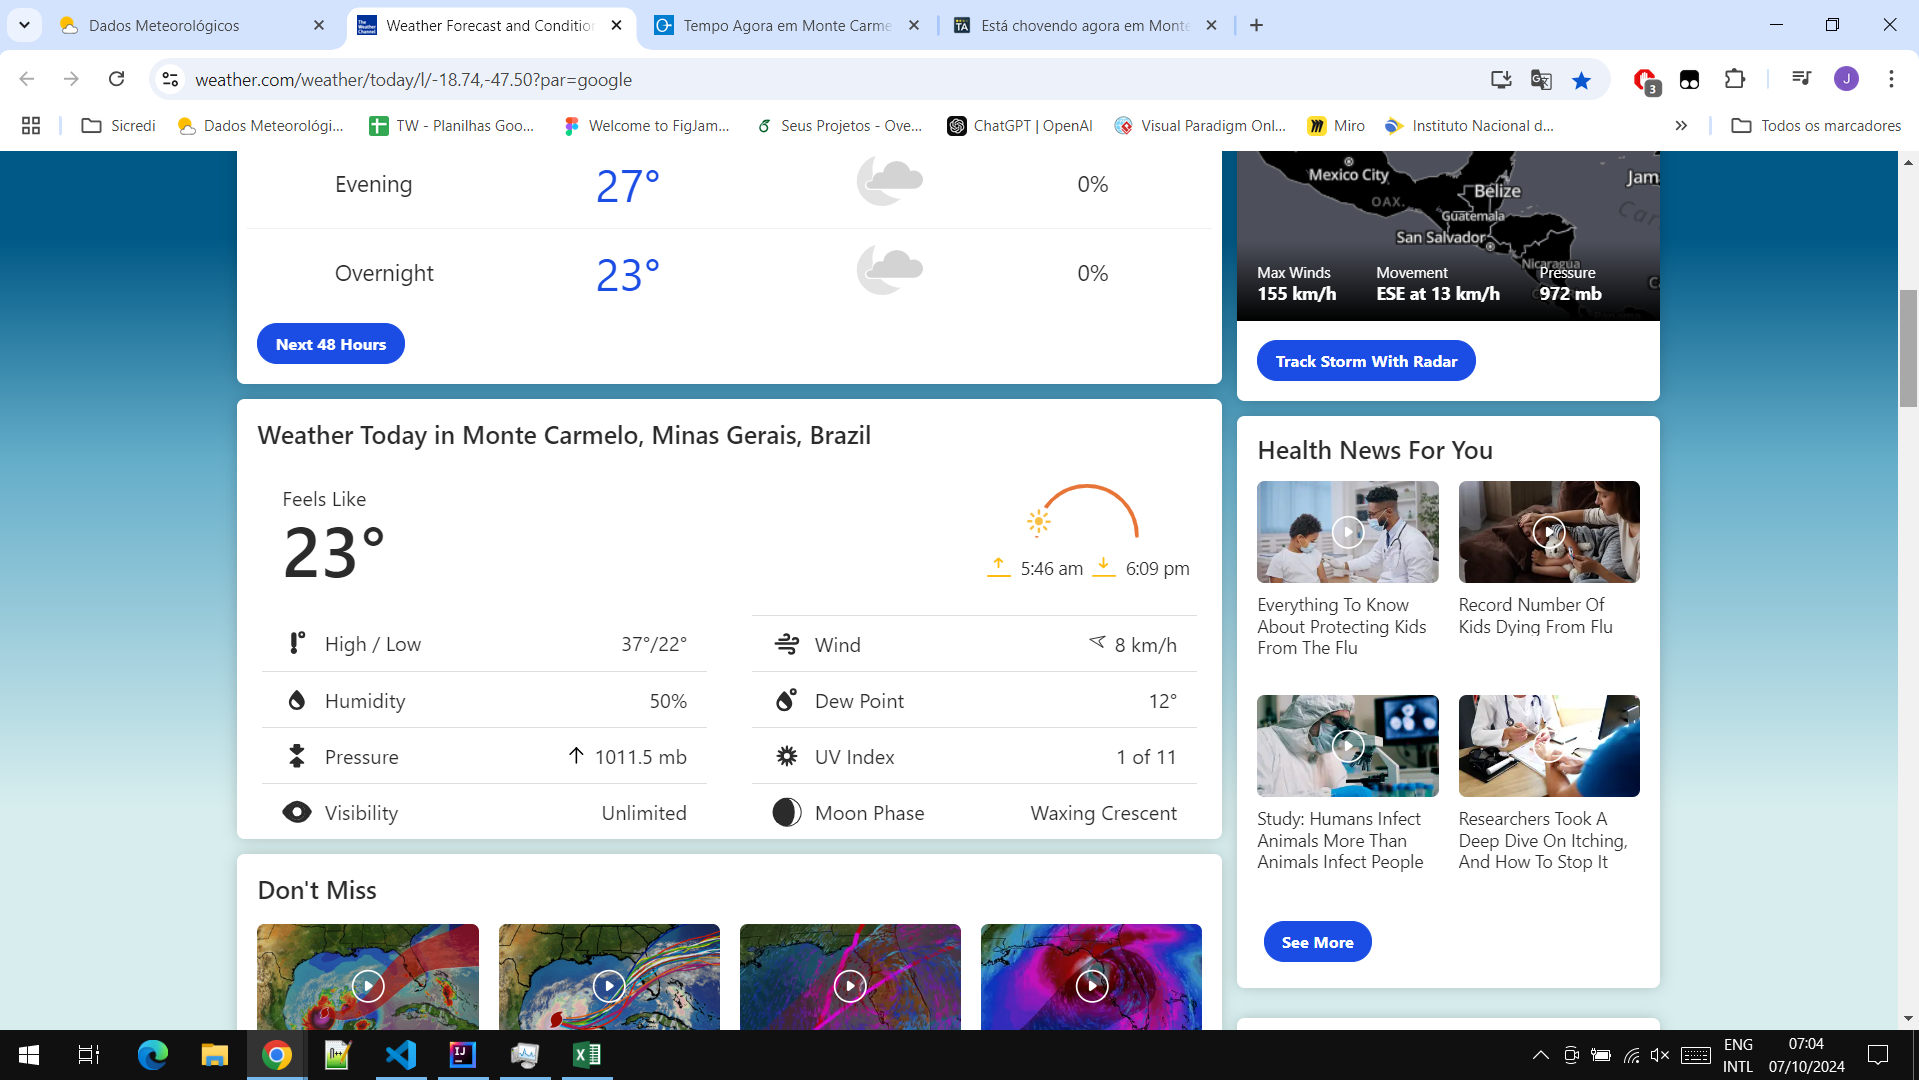 Dados Meteorológicos
Weather Forecast and Condition
Tempo Agora em Monte Carme
Está chovendo agora em Monte
weather.com/weather/today/l/-18.74,-47.50?par=google
3
J
Sicredi
Dados Meteorológi...
TW - Planilhas Goo...
Welcome to FigJam...
Seus Projetos - Ove...
ChatGPT | OpenAI
Visual Paradigm Onl...
Miro
Instituto Nacional d...
Todos os marcadores
Evening
27°
0%
Overnight
23°
0%
Next 48 Hours
Mexico City
Belize
Jam
OAX.
Guatemala
San Salvador
Nicaragua
Max Winds
155 km/h
Movement
ESE at 13 km/h
Pressure
972 mb
Track Storm With Radar
Weather Today in Monte Carmelo, Minas Gerais, Brazil
Feels Like
23°
5:46 am
6:09 pm
High / Low
37°/22°
Wind
8 km/h
Humidity
50%
Dew Point
12°
Pressure
1011.5 mb
UV Index
1 of 11
Visibility
Unlimited
Moon Phase
Waxing Crescent
Health News For You
Everything To Know
About Protecting Kids
From The Flu
Record Number Of
Kids Dying From Flu
Study: Humans Infect
Animals More Than
Animals Infect People
Researchers Took A
Deep Dive On Itching,
And How To Stop It
See More
Don't Miss
ENG
INTL
07:04
07/10/2024